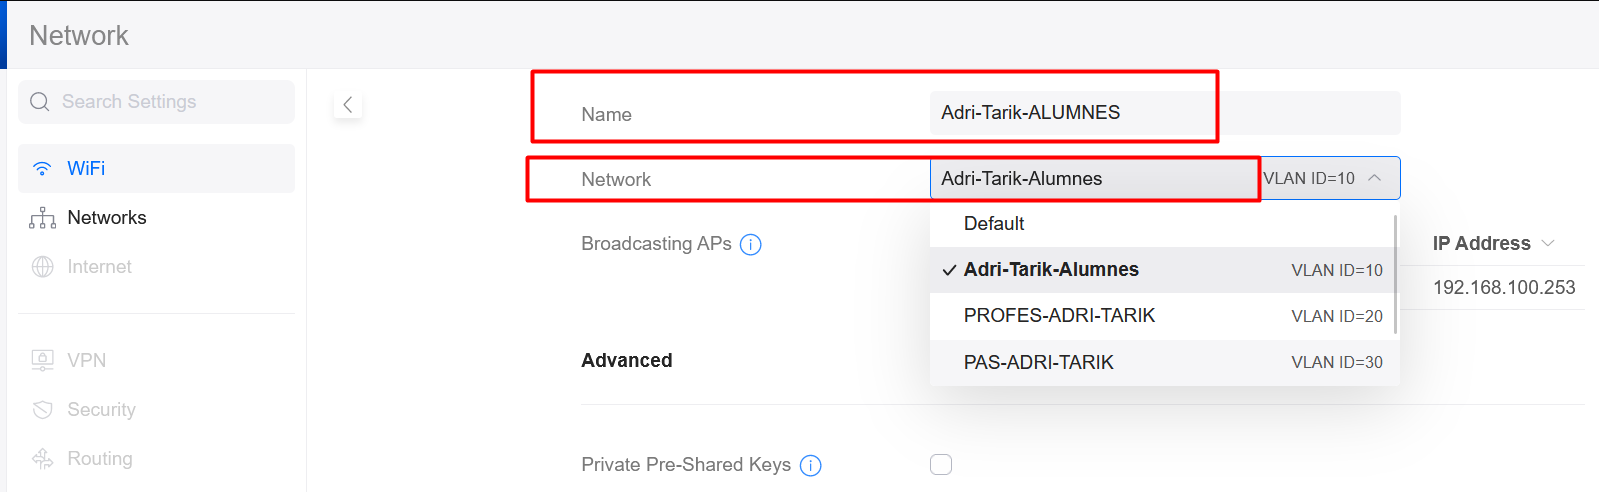 Network
Search Settings
WiFi
Networks
Internet
VPN
Security
Routing
Name
Adri-Tarik-ALUMNES
Network
Adri-Tarik-Alumnes VLAN ID=10
Default
Adri-Tarik-Alumnes VLAN ID=10
PROFES-ADRI-TARIK VLAN ID=20
PAS-ADRI-TARIK VLAN ID=30
Broadcasting APs
IP Address
192.168.100.253
Advanced
Private Pre-Shared Keys